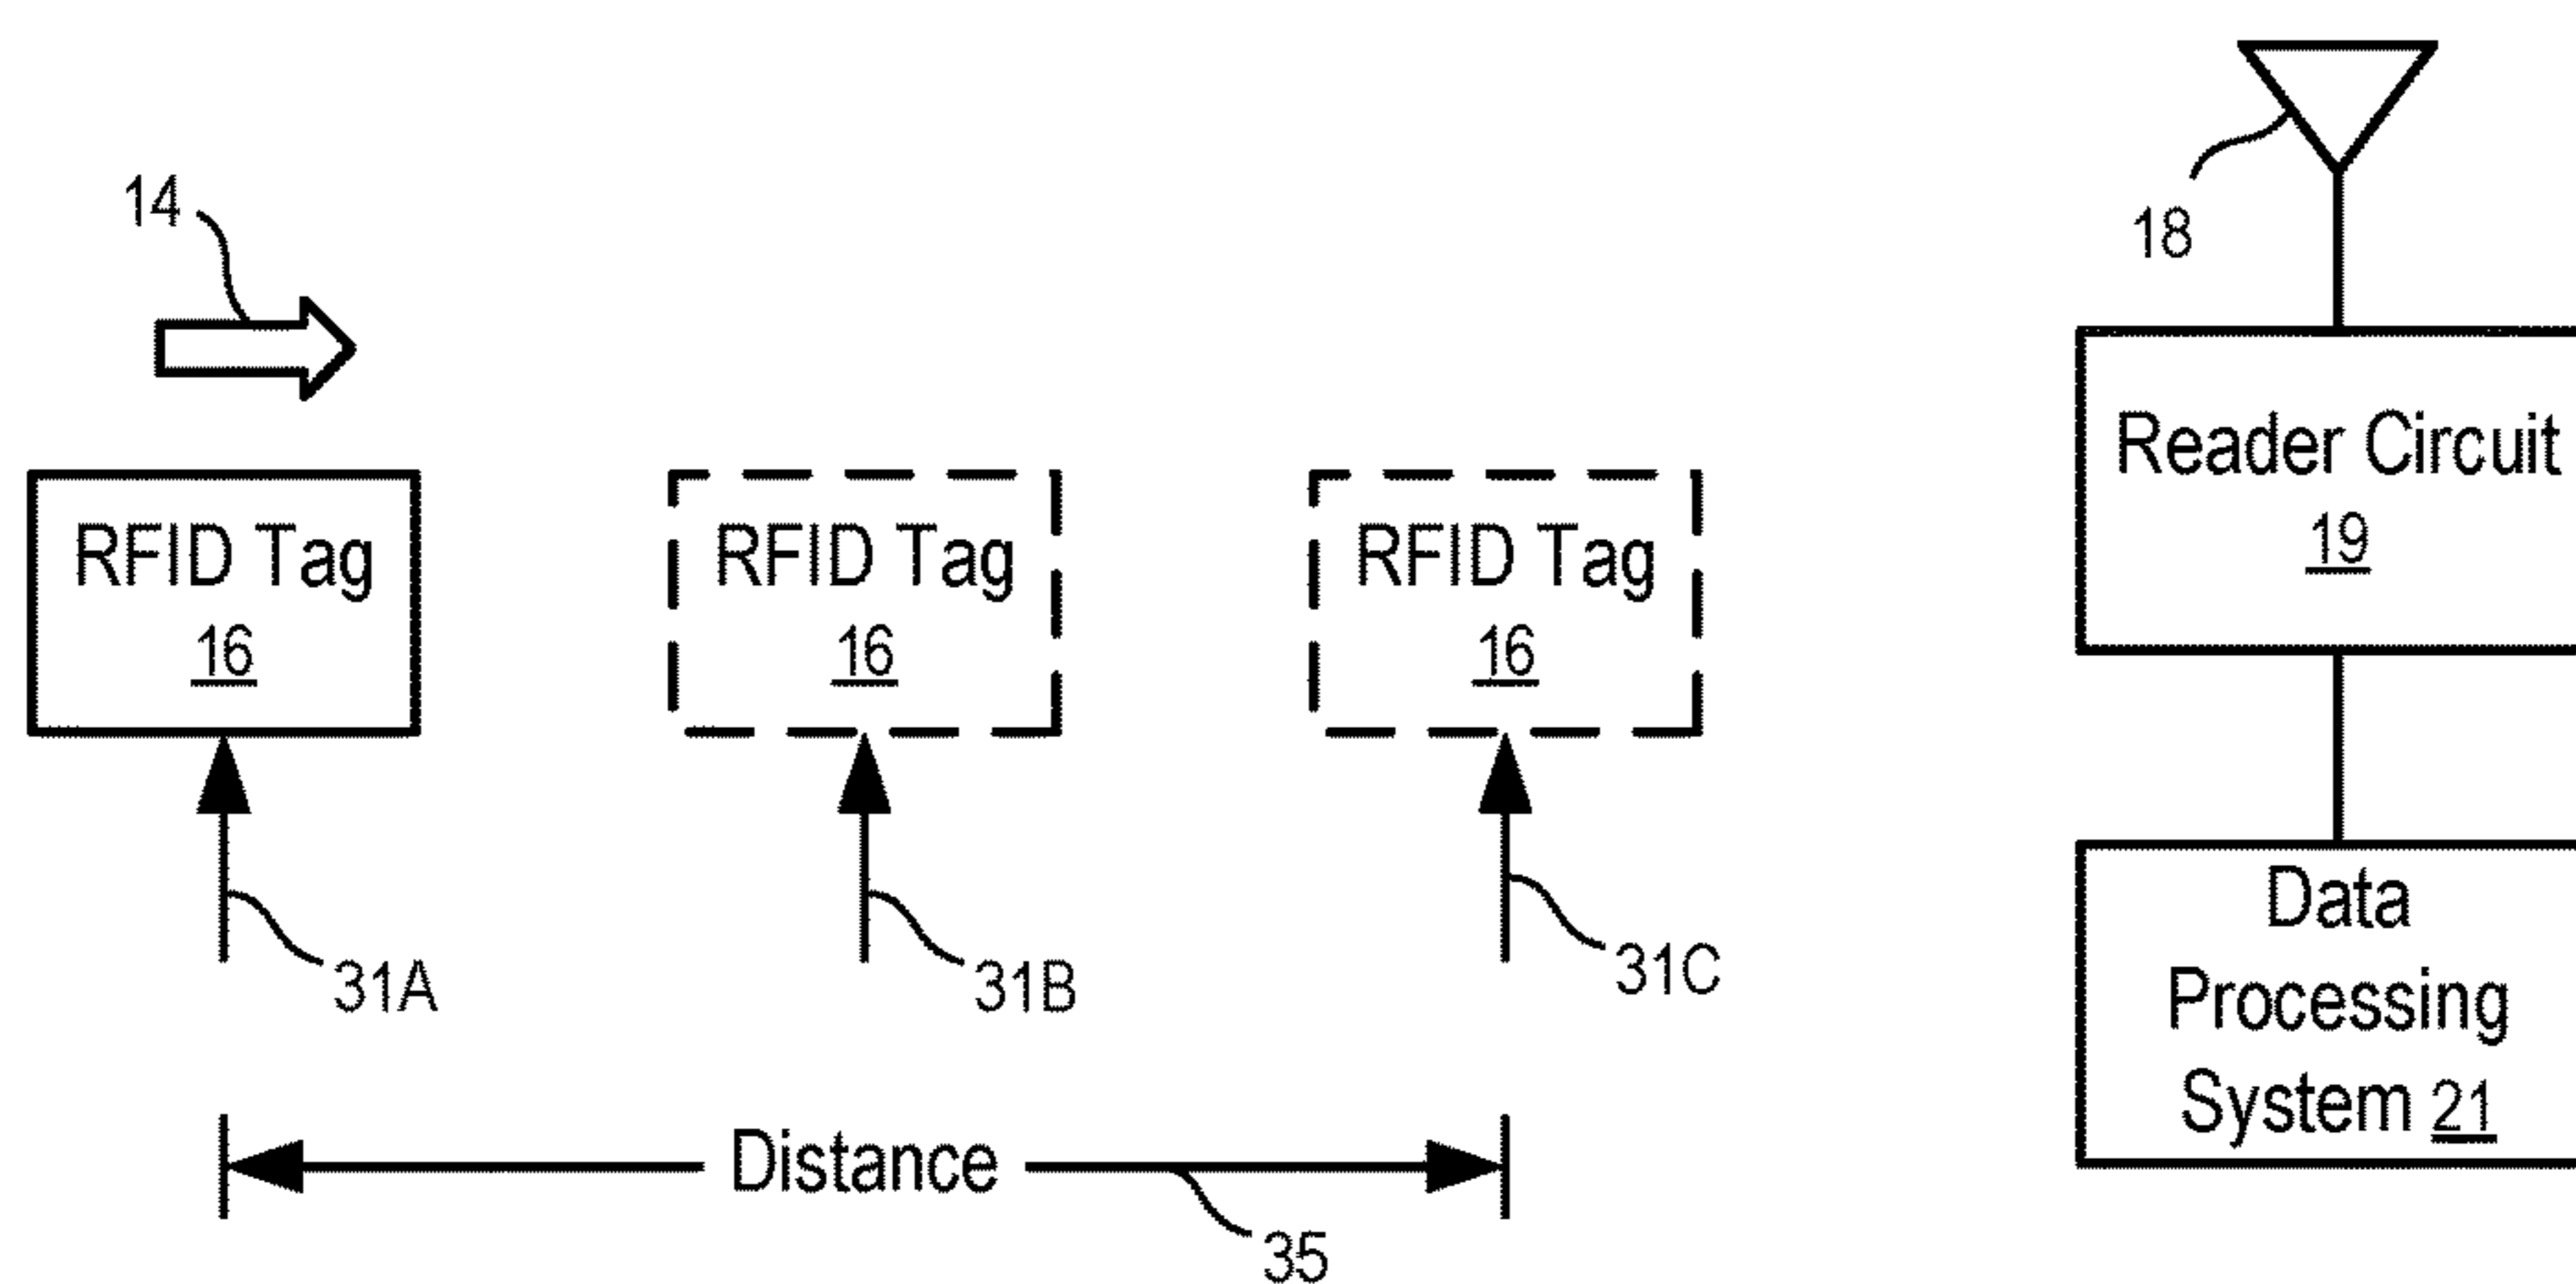 14
18
Reader Circuit
19
RFID Tag
16
RFID Tag
16
RFID Tag
16
31A
31B
31C
Data
Processing
System 21
Distance
35